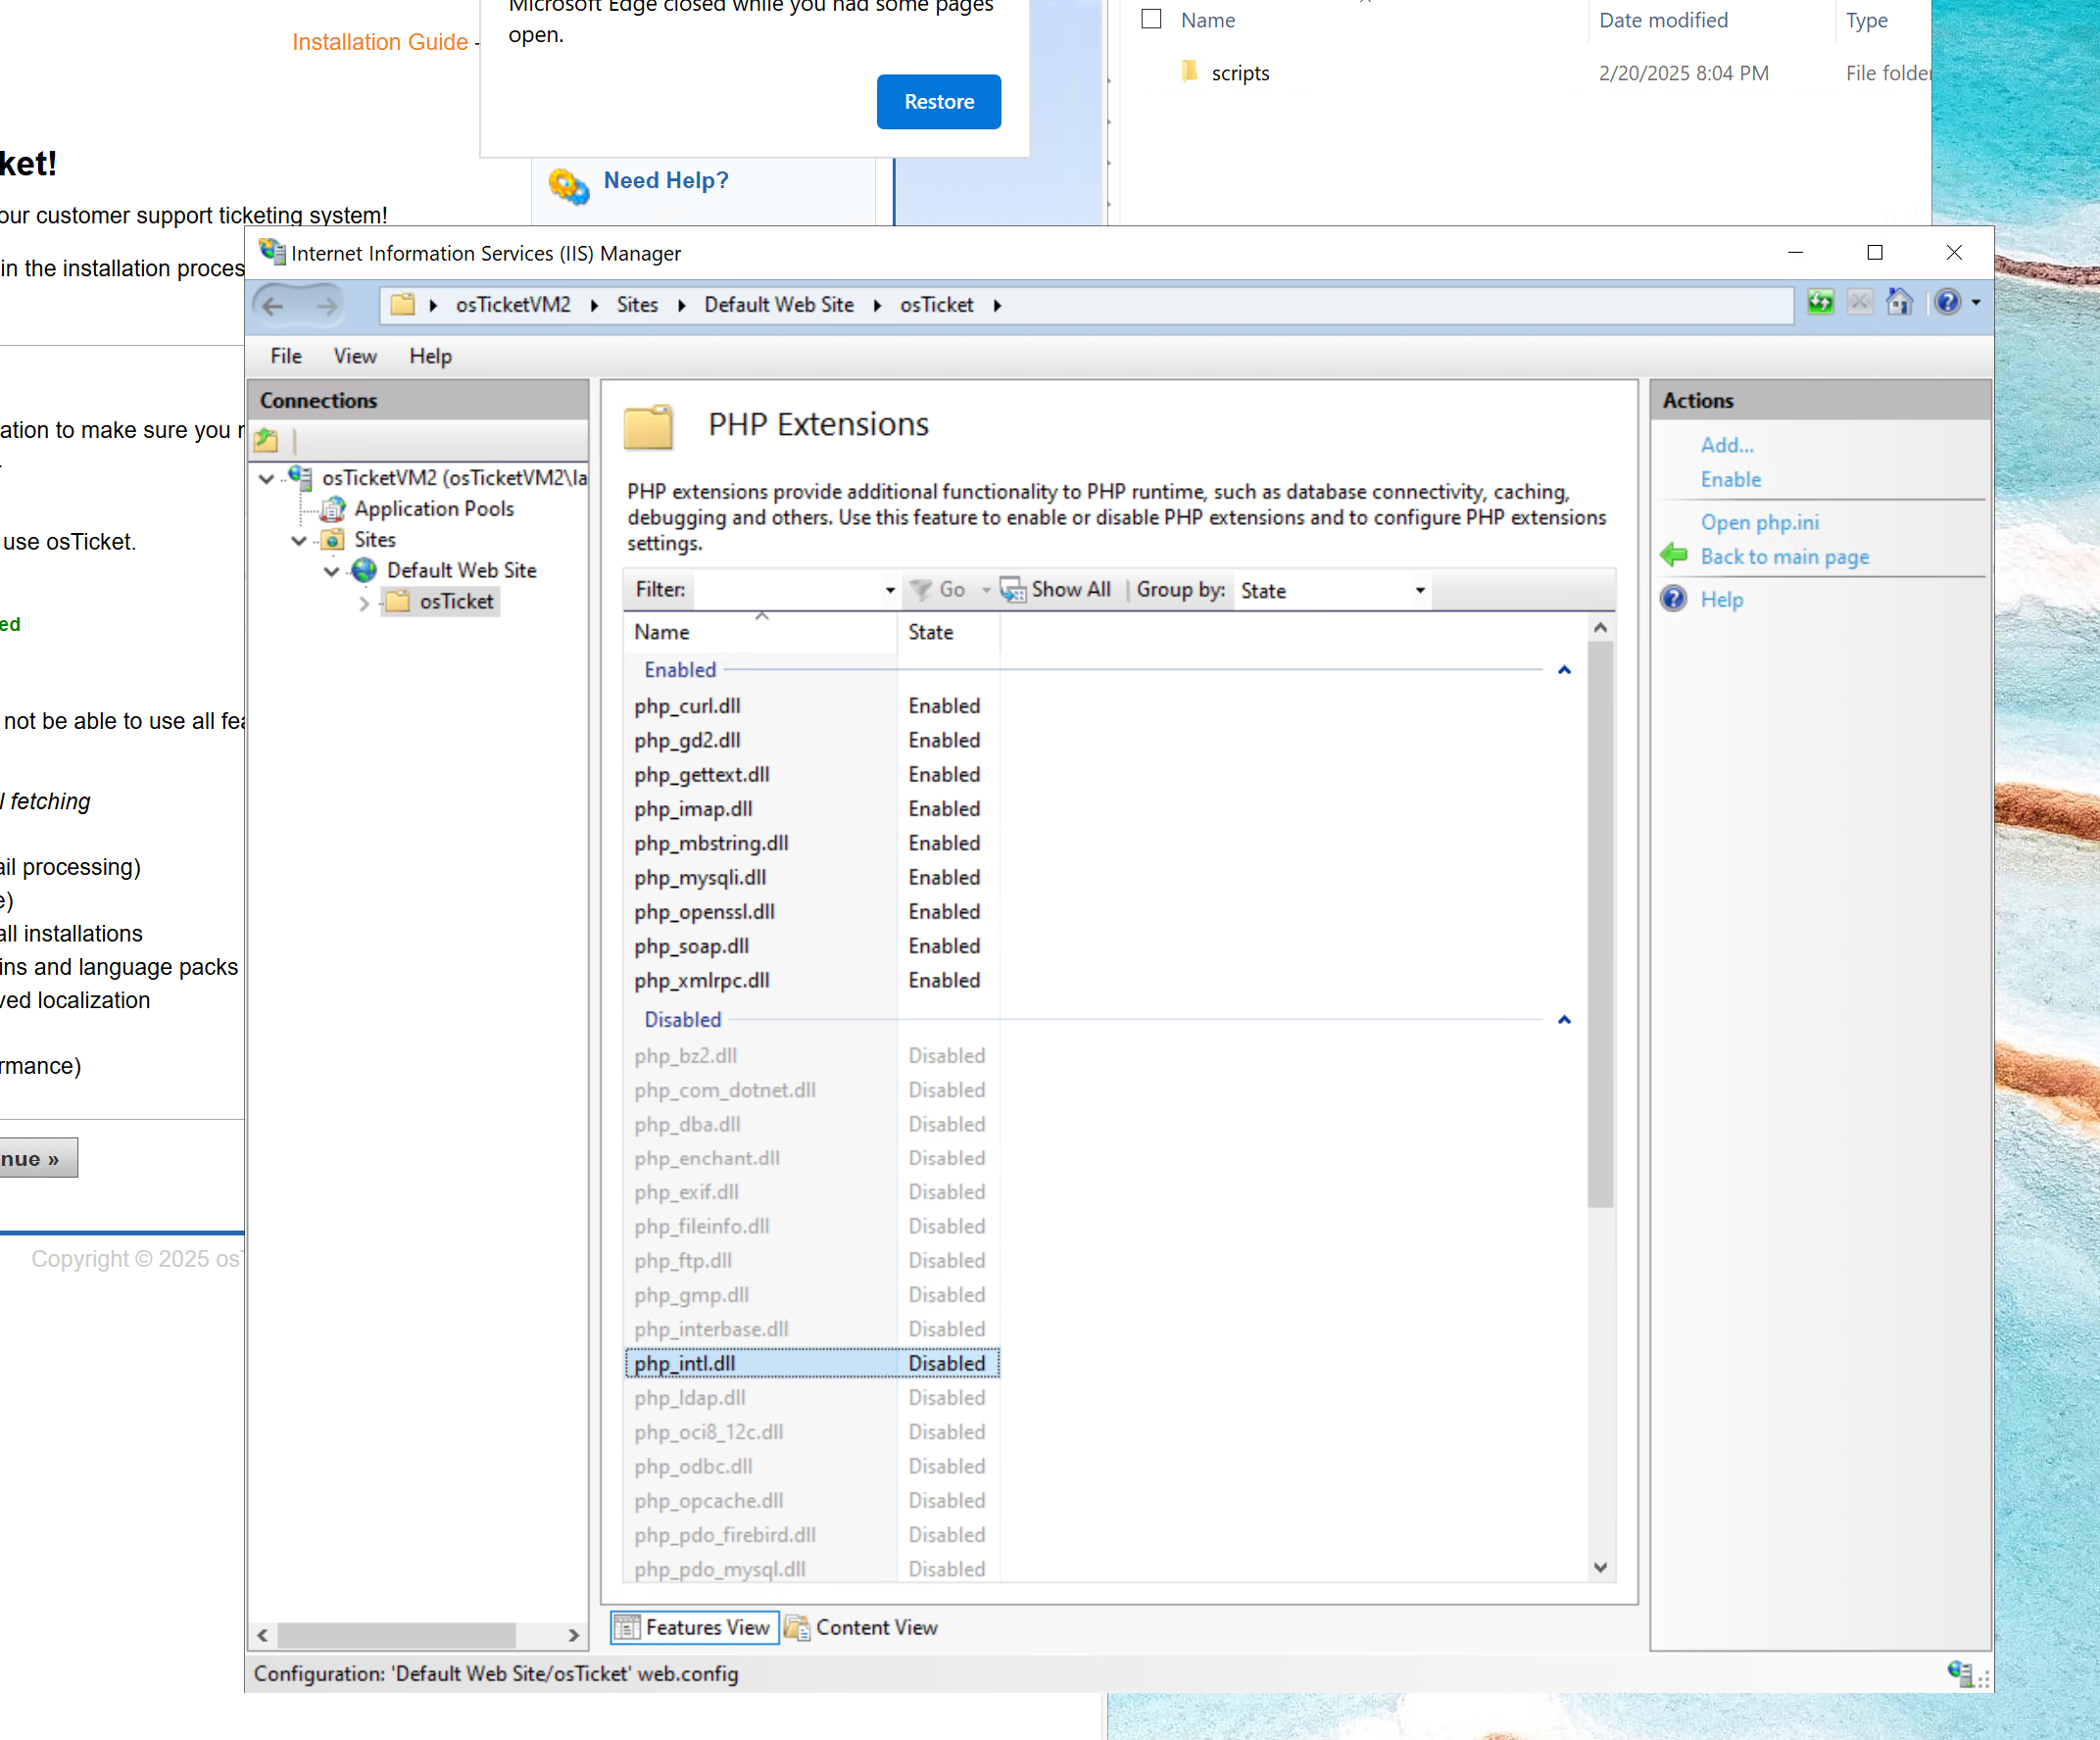 Microsoft Edge closed while you had some pages
open.
Restore
Installation Guide -
Name
Date modified
Type
scripts
2/20/2025 8:04 PM
File folder
ket!
our customer support ticketing system!
in the installation proces
Need Help?
ation to make sure you r
use osTicket.
ed
not be able to use all fea
l fetching
ail processing)
e)
all installations
ins and language packs
ved localization
rmance)
nue »
Copyright © 2025 os
Internet Information Services (IIS) Manager
osTicketVM2
Sites
Default Web Site
osTicket
File
View
Help
Connections
osTicketVM2 (osTicketVM2\la
Application Pools
Sites
Default Web Site
osTicket
PHP Extensions
PHP extensions provide additional functionality to PHP runtime, such as database connectivity, caching,
debugging and others. Use this feature to enable or disable PHP extensions and to configure PHP extensions
settings.
Filter:
Go
Show All
Group by:
State
Name
State
Enabled
php_curl.dll Enabled
php_gd2.dll Enabled
php_gettext.dll Enabled
php_imap.dll Enabled
php_mbstring.dll Enabled
php_mysqli.dll Enabled
php_openssl.dll Enabled
php_soap.dll Enabled
php_xmlrpc.dll Enabled
Disabled
php_bz2.dll Disabled
php_com_dotnet.dll Disabled
php_dba.dll Disabled
php_enchant.dll Disabled
php_exif.dll Disabled
php_fileinfo.dll Disabled
php_ftp.dll Disabled
php_gmp.dll Disabled
php_interbase.dll Disabled
php_intl.dll Disabled
php_ldap.dll Disabled
php_oci8_12c.dll Disabled
php_odbc.dll Disabled
php_opcache.dll Disabled
php_pdo_firebird.dll Disabled
php_pdo_mysql.dll Disabled
Features View
Content View
Actions
Add...
Enable
Open php.ini
Back to main page
Help
Configuration: 'Default Web Site/osTicket' web.config